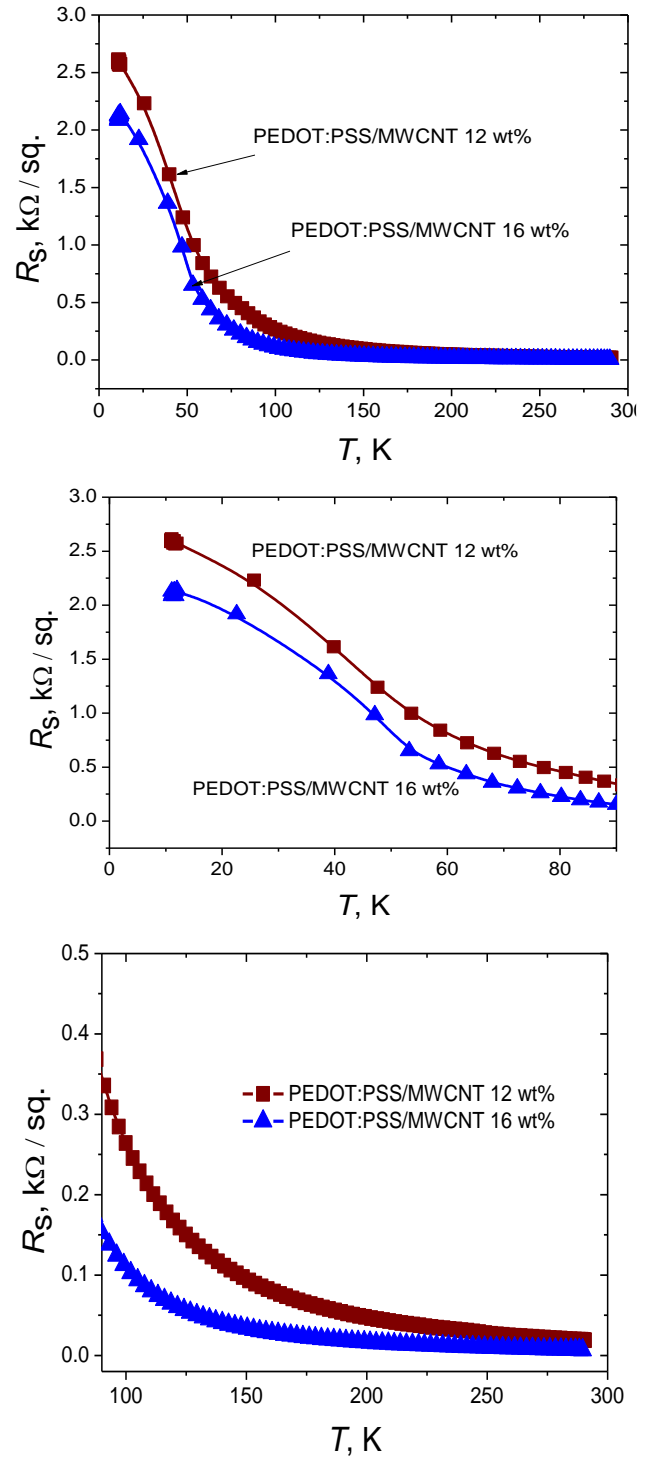 3.0
2.5
2.0
1.5
1.0
0.5
0.0
R_S, kΩ / sq.
PEDOT:PSS/MWCNT 12 wt%
PEDOT:PSS/MWCNT 16 wt%
0 50 100 150 200 250 300
T, K
3.0
2.5
2.0
1.5
1.0
0.5
0.0
R_S, kΩ / sq.
PEDOT:PSS/MWCNT 12 wt%
PEDOT:PSS/MWCNT 16 wt%
0 20 40 60 80
T, K
0.5
0.4
0.3
0.2
0.1
0.0
R_S, kΩ / sq.
PEDOT:PSS/MWCNT 12 wt%
PEDOT:PSS/MWCNT 16 wt%
100 150 200 250 300
T, K